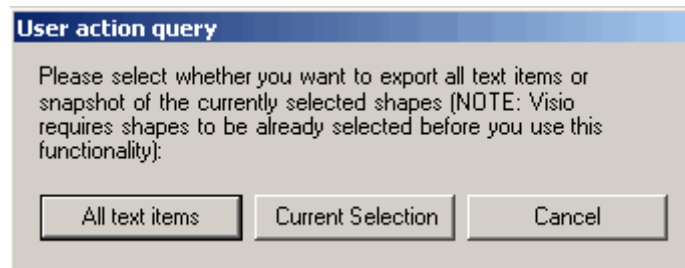 User action query
Please select whether you want to export all text items or
snapshot of the currently selected shapes (NOTE: Visio
requires shapes to be already selected before you use this
functionality):
All text items
Current Selection
Cancel